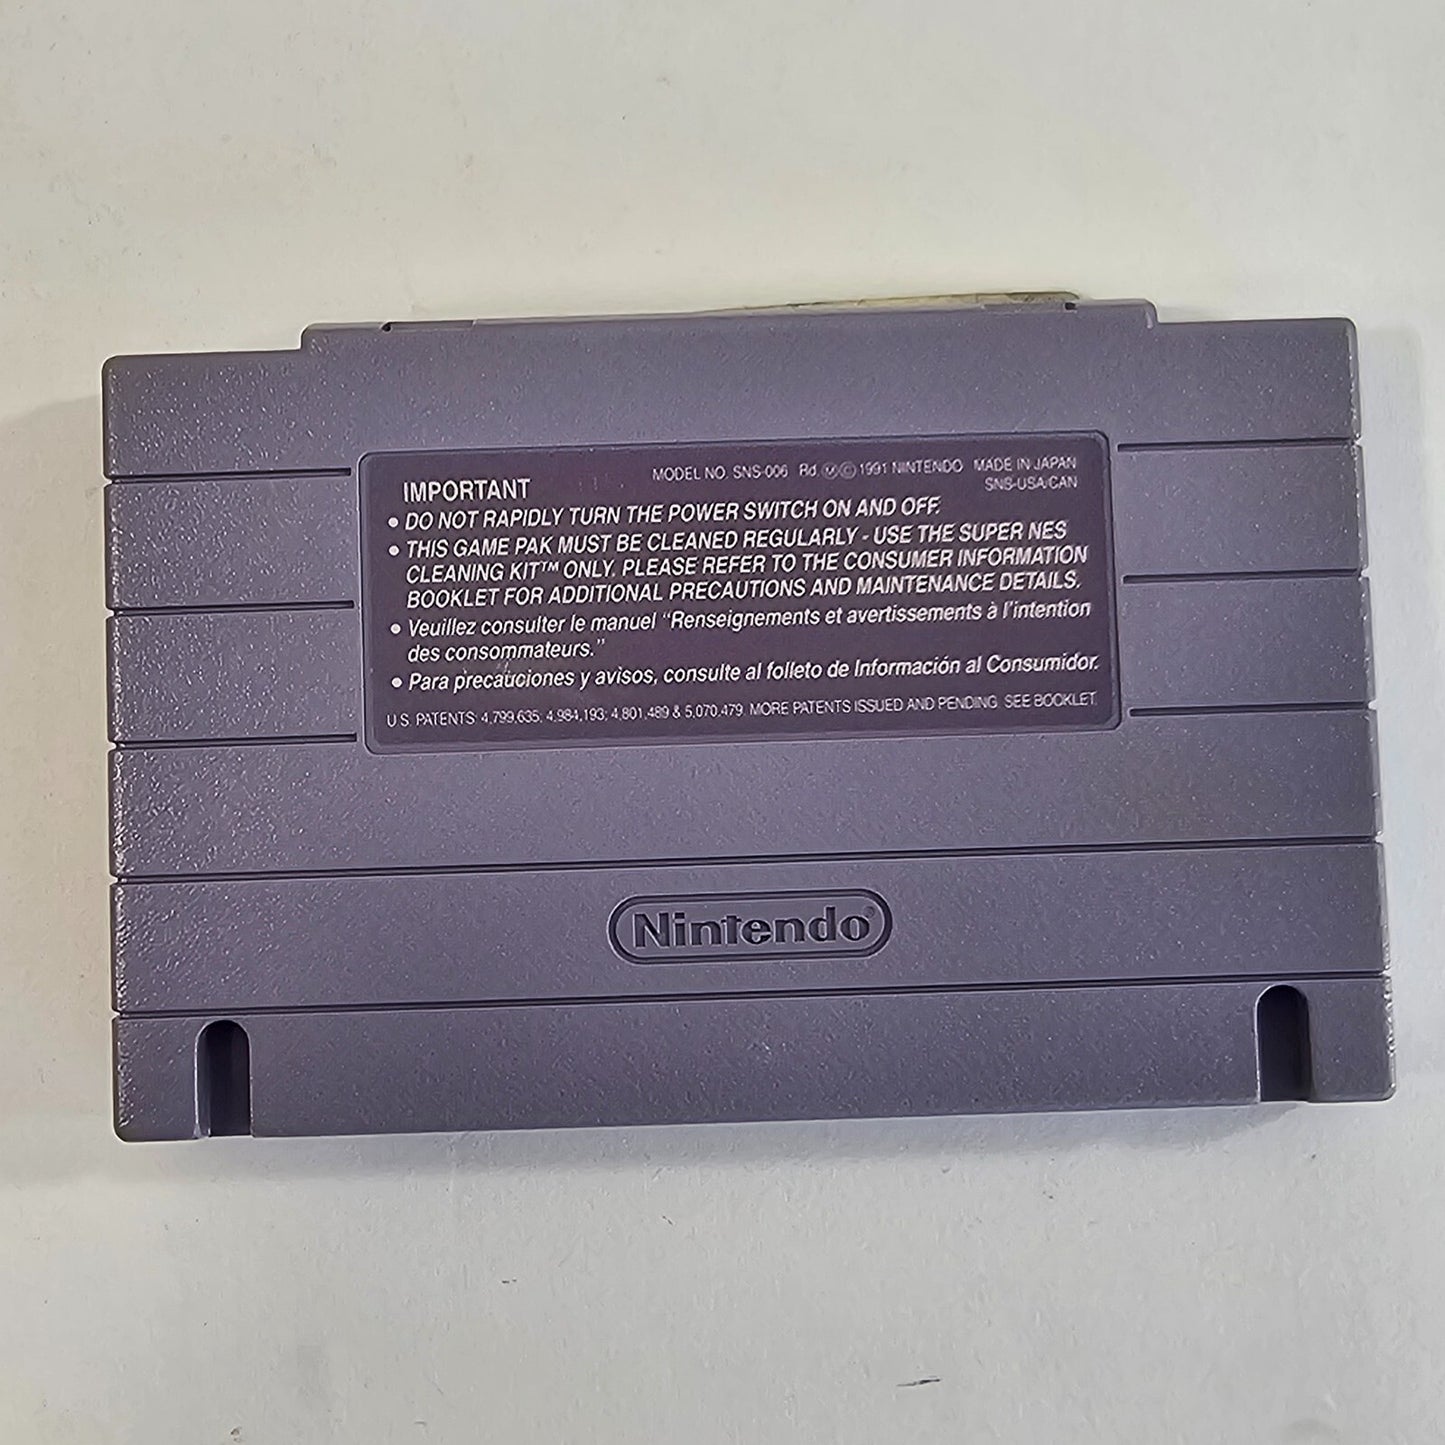 IMPORTANT MODEL NO. SNS-006 Rd Ⓜ© 1991 NINTENDO MADE IN JAPAN
SNS-USA/CAN
• DO NOT RAPIDLY TURN THE POWER SWITCH ON AND OFF.
• THIS GAME PAK MUST BE CLEANED REGULARLY - USE THE SUPER NES
CLEANING KIT™ ONLY. PLEASE REFER TO THE CONSUMER INFORMATION
BOOKLET FOR ADDITIONAL PRECAUTIONS AND MAINTENANCE DETAILS.
• Veuillez consulter le manuel "Renseignements et avertissements à l'intention
des consommateurs."
• Para precauciones y avisos, consulte al folleto de Información al Consumidor.
U.S. PATENTS: 4,799,635; 4,984,193; 4,801,489 & 5,070,479. MORE PATENTS ISSUED AND PENDING. SEE BOOKLET.
Nintendo®